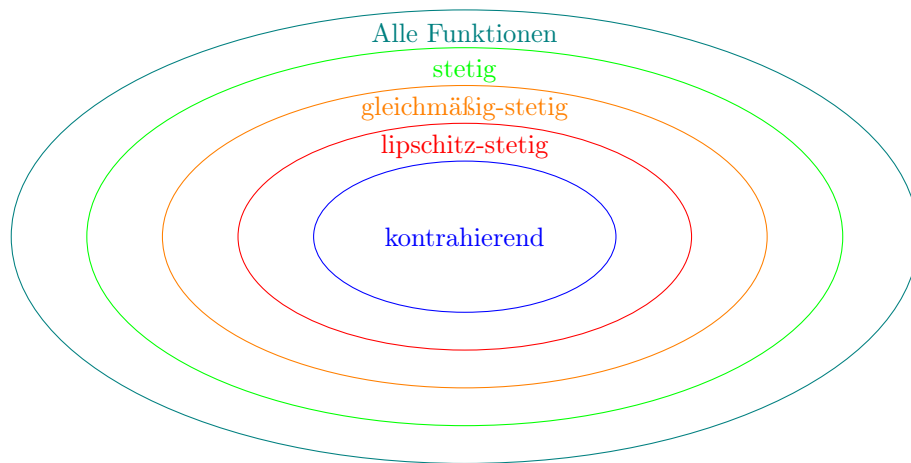 Alle Funktionen
stetig
gleichmäßig-stetig
lipschitz-stetig
kontrahierend